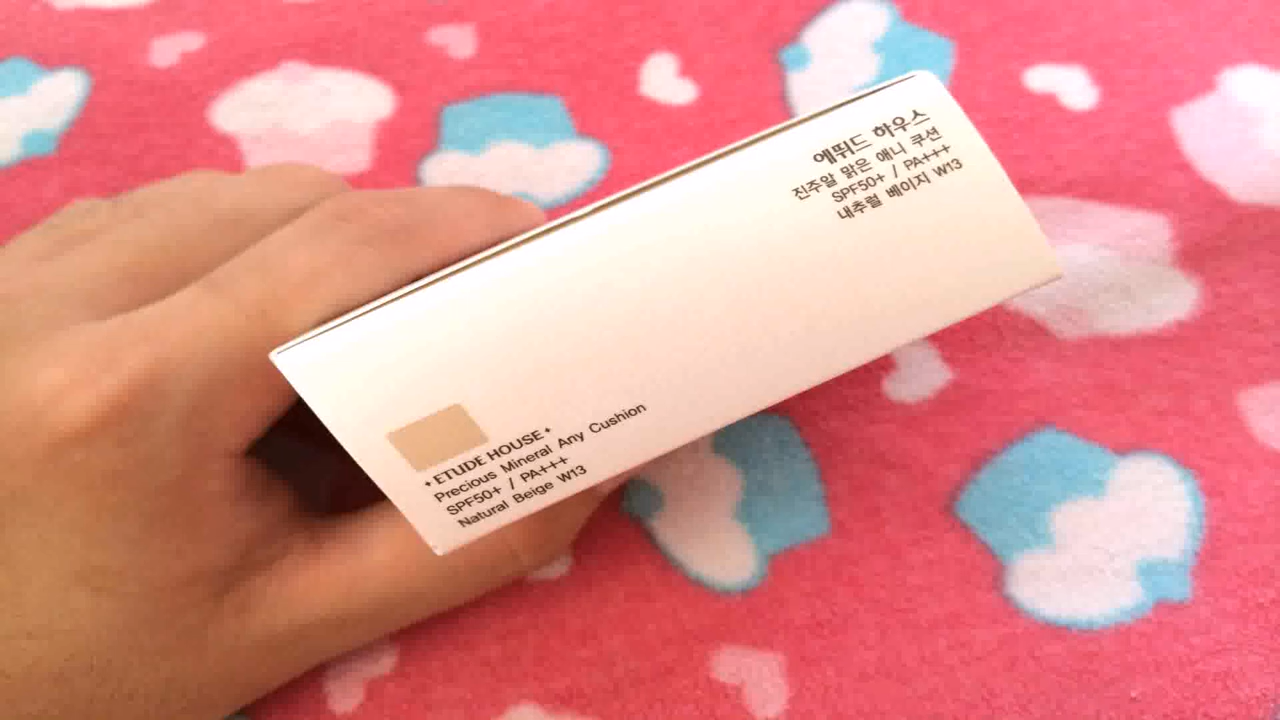 에뛰드 하우스
진주알 맑은 애니 쿠션
SPF50+ / PA+++
내추럴 베이지 W13
ETUDE HOUSE
Precious Mineral Any Cushion
SPF50+ / PA+++
Natural Beige W13